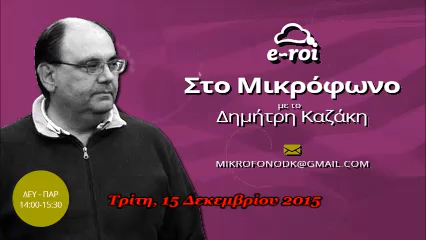 e-roi
Στο Μικρόφωνο
με το
Δημήτρη Καζάκη
MIKROFONODK@GMAIL.COM
ΔΕΥ - ΠΑΡ
14:00-15:30
Τρίτη, 15 Δεκεμβρίου 2015